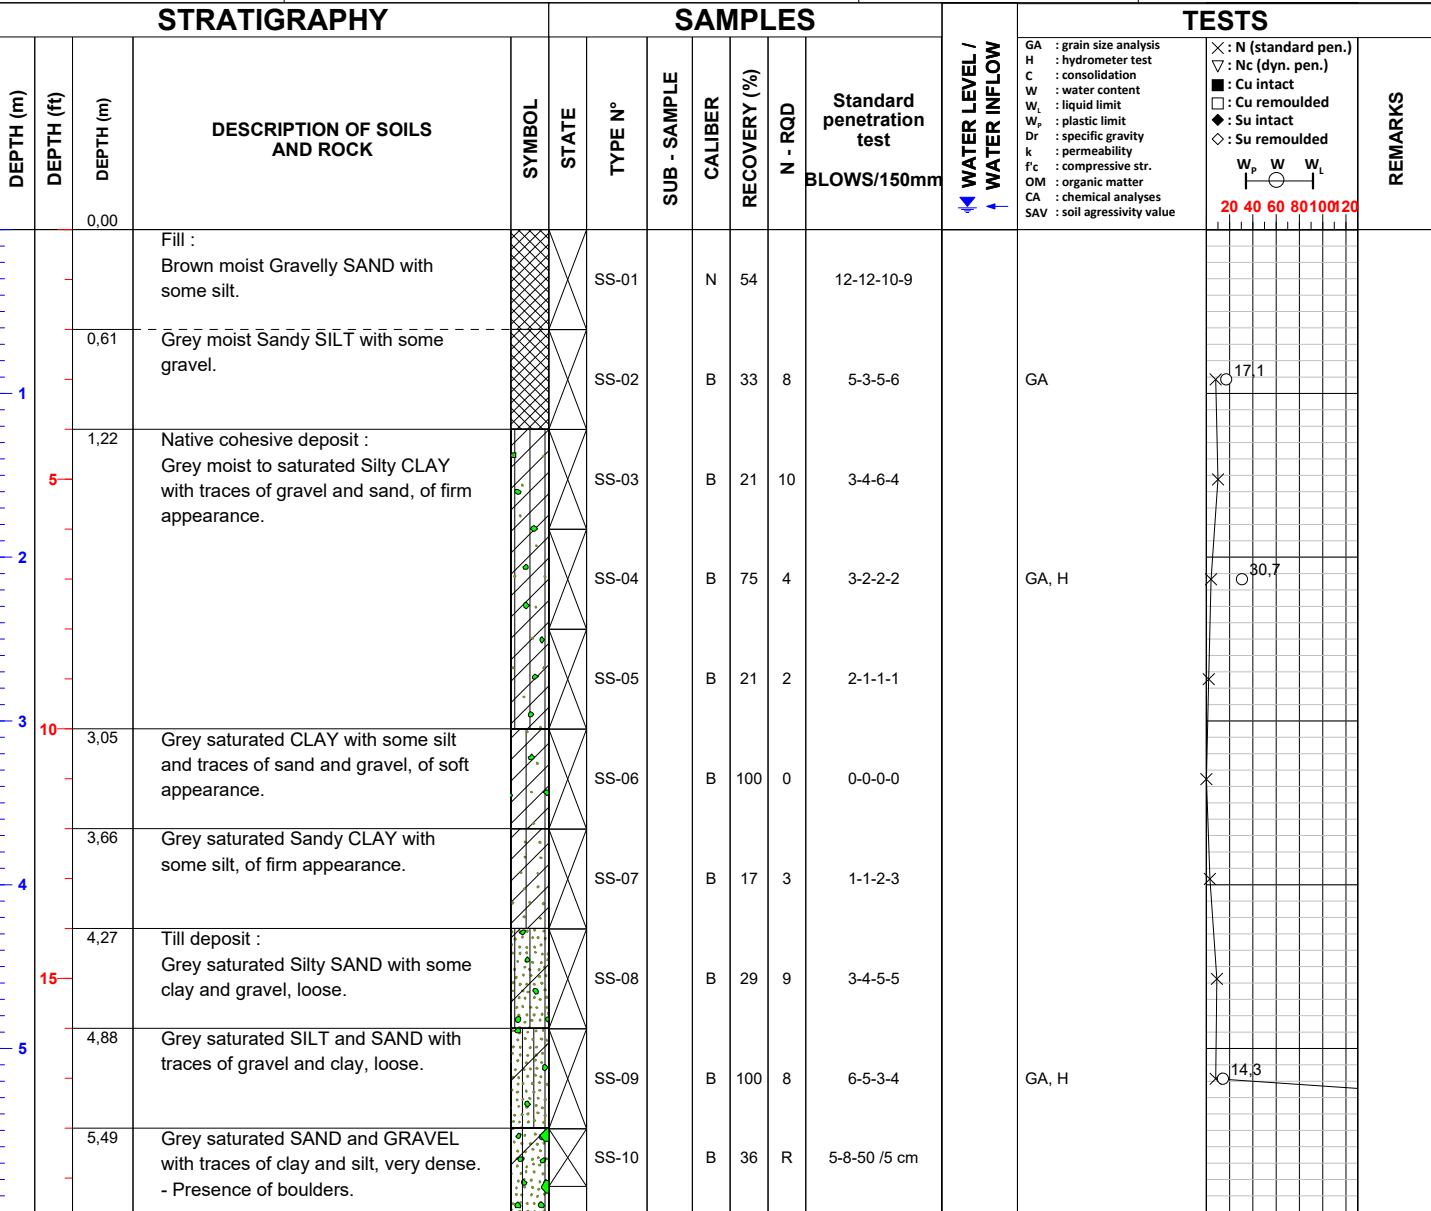 STRATIGRAPHY
SAMPLES
TESTS
DEPTH (m)
DEPTH (ft)
DEPTH (m)
0,00
DESCRIPTION OF SOILS
AND ROCK
SYMBOL
STATE
TYPE N°
SUB - SAMPLE
CALIBER
RECOVERY (%)
N - RQD
Standard
penetration
test
BLOWS/150mm
WATER LEVEL /
WATER INFLOW
GA : grain size analysis
H : hydrometer test
C : consolidation
W : water content
WL : liquid limit
WP : plastic limit
Dr : specific gravity
k : permeability
f'c : compressive str.
OM : organic matter
CA : chemical analyses
SAV : soil agressivity value
: N (standard pen.)
: Nc (dyn. pen.)
: Cu intact
: Cu remoulded
: Su intact
: Su remoulded
WP W WL
20 40 60 80 100 120
REMARKS
Fill :
Brown moist Gravelly SAND with
some silt.
SS-01 N 54 12-12-10-9
0,61 Grey moist Sandy SILT with some
gravel.
SS-02 B 33 8 5-3-5-6 GA 17,1
1
1,22 Native cohesive deposit :
Grey moist to saturated Silty CLAY
with traces of gravel and sand, of firm
appearance.
5 SS-03 B 21 10 3-4-6-4
2
SS-04 B 75 4 3-2-2-2 GA, H 30,7
SS-05 B 21 2 2-1-1-1
3
10
3,05 Grey saturated CLAY with some silt
and traces of sand and gravel, of soft
appearance.
SS-06 B 100 0 0-0-0-0
3,66 Grey saturated Sandy CLAY with
some silt, of firm appearance.
SS-07 B 17 3 1-1-2-3
4
4,27 Till deposit :
Grey saturated Silty SAND with some
clay and gravel, loose.
15 SS-08 B 29 9 3-4-5-5
4,88 Grey saturated SILT and SAND with
traces of gravel and clay, loose.
5
SS-09 B 100 8 6-5-3-4 GA, H 14,3
5,49 Grey saturated SAND and GRAVEL
with traces of clay and silt, very dense.
- Presence of boulders.
SS-10 B 36 R 5-8-50 /5 cm